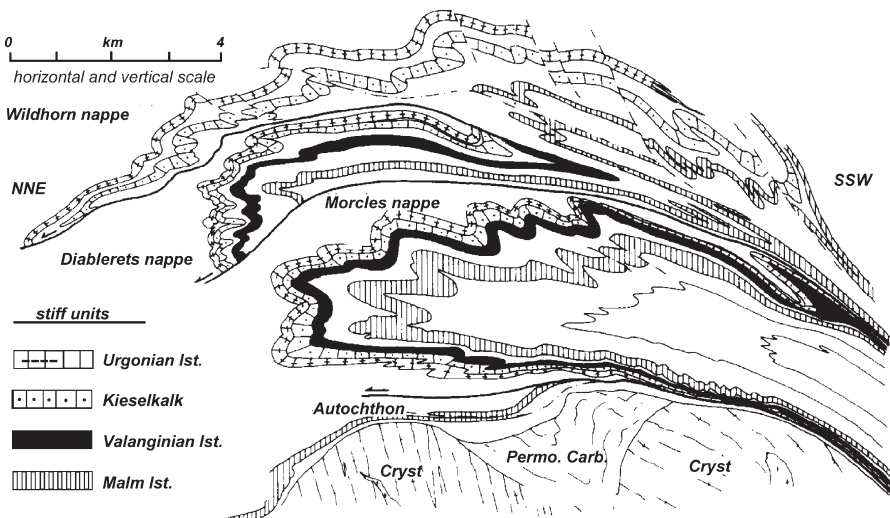 0 km 4
horizontal and vertical scale
Wildhorn nappe
NNE
SSW
Morcles nappe
Diablerets nappe
stiff units
Urgonian lst.
Kieselkalk
Autochthon
Valanginian lst.
Cryst
Permo. Carb.
Cryst
Malm lst.